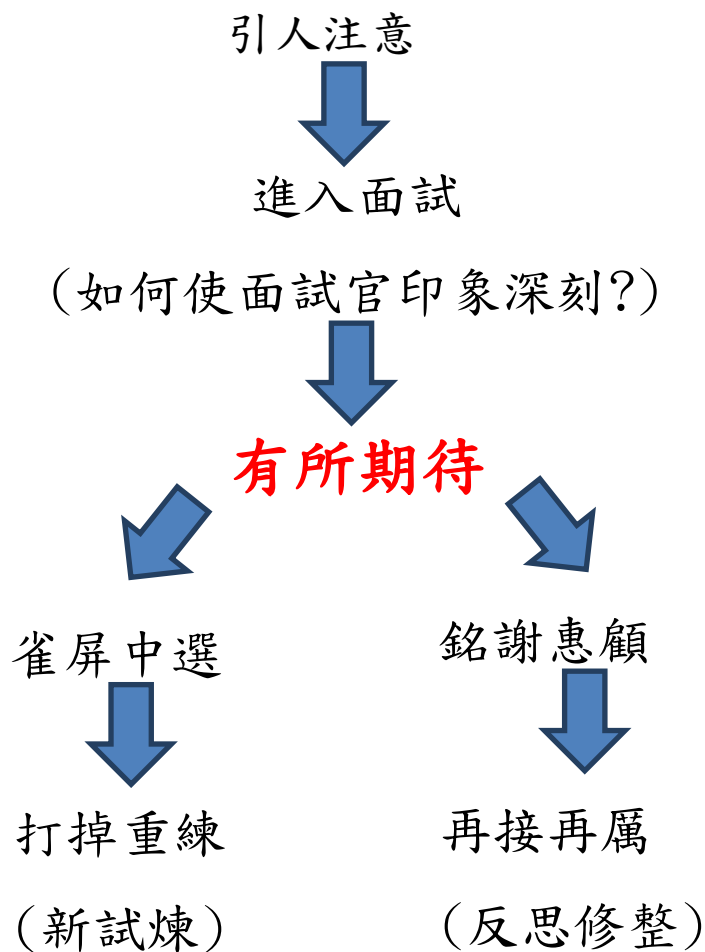 引人注意
進入面試
(如何使面試官印象深刻?)
有所期待
雀屏中選
銘謝惠顧
打掉重練
(新試煉)
再接再厲
(反思修整)